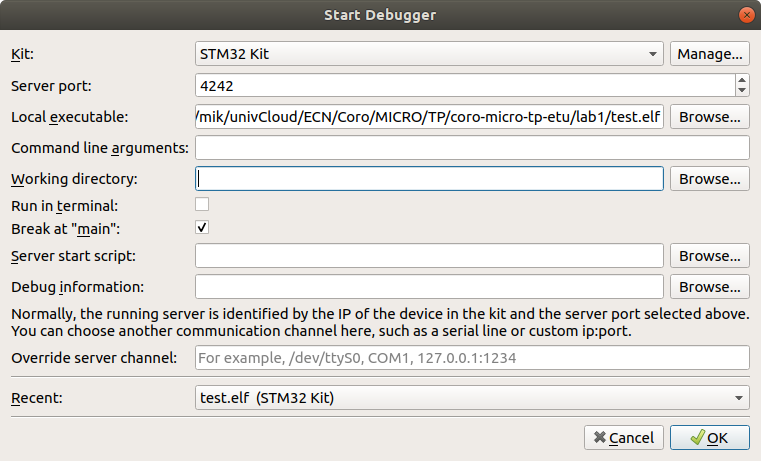 Start Debugger
Kit: STM32 Kit Manage...
Server port: 4242
Local executable: /mik/univCloud/ECN/Coro/MICRO/TP/coro-micro-tp-etu/lab1/test.elf Browse...
Command line arguments:
Working directory: Browse...
Run in terminal:
Break at "main":
Server start script: Browse...
Debug information: Browse...
Normally, the running server is identified by the IP of the device in the kit and the server port selected above.
You can choose another communication channel here, such as a serial line or custom ip:port.
Override server channel: For example, /dev/ttyS0, COM1, 127.0.0.1:1234
Recent: test.elf (STM32 Kit)
Cancel OK